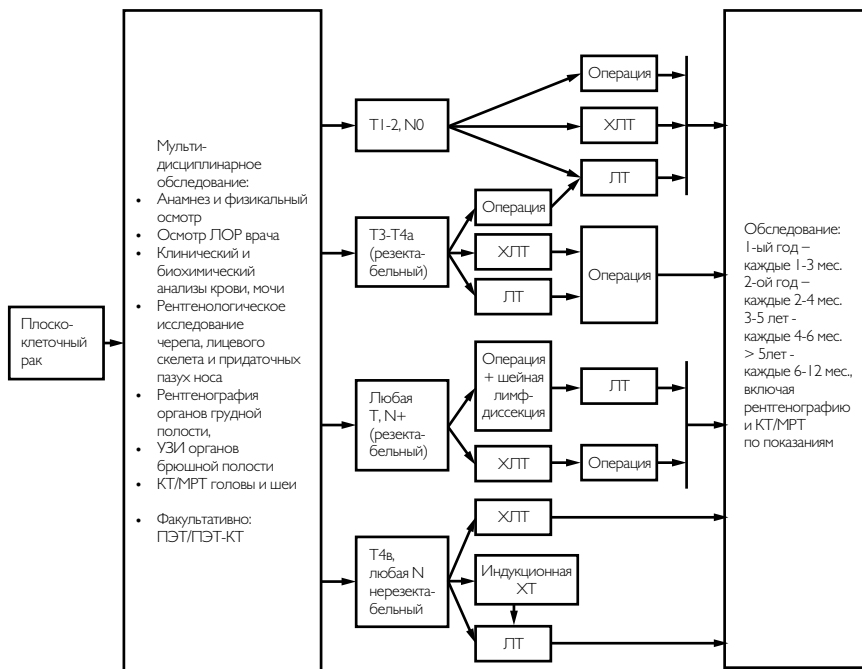 Плоско-
клеточный
рак
Мульти-
дисциплинарное
обследование:
• Анамнез и физикальный
осмотр
• Осмотр ЛОР врача
• Клинический и
биохимический
анализы крови, мочи
• Рентгенологическое
исследование
черепа, лицевого
скелета и придаточных
пазух носа
• Рентгенография
органов грудной
полости,
• УЗИ органов
брюшной полости
• КТ/МРТ головы и шеи
• Факультативно:
ПЭТ/ПЭТ-КТ
T1-2, N0
Операция
ХЛТ
ЛТ
T3-T4a
(резекта-
бельный)
Операция
ХЛТ
ЛТ
Операция
Любая
T, N+
(резекта-
бельный)
Операция
+ шейная
лимф-
диссекция
ЛТ
ХЛТ
Операция
T4в,
любая N
нерезекта-
бельный
ХЛТ
Индукционная
ХТ
ЛТ
Обследование:
1-ый год –
каждые 1-3 мес.
2-ой год –
каждые 2-4 мес.
3-5 лет -
каждые 4-6 мес.
> 5лет -
каждые 6-12 мес.,
включая
рентгенографию
и КТ/МРТ
по показаниям